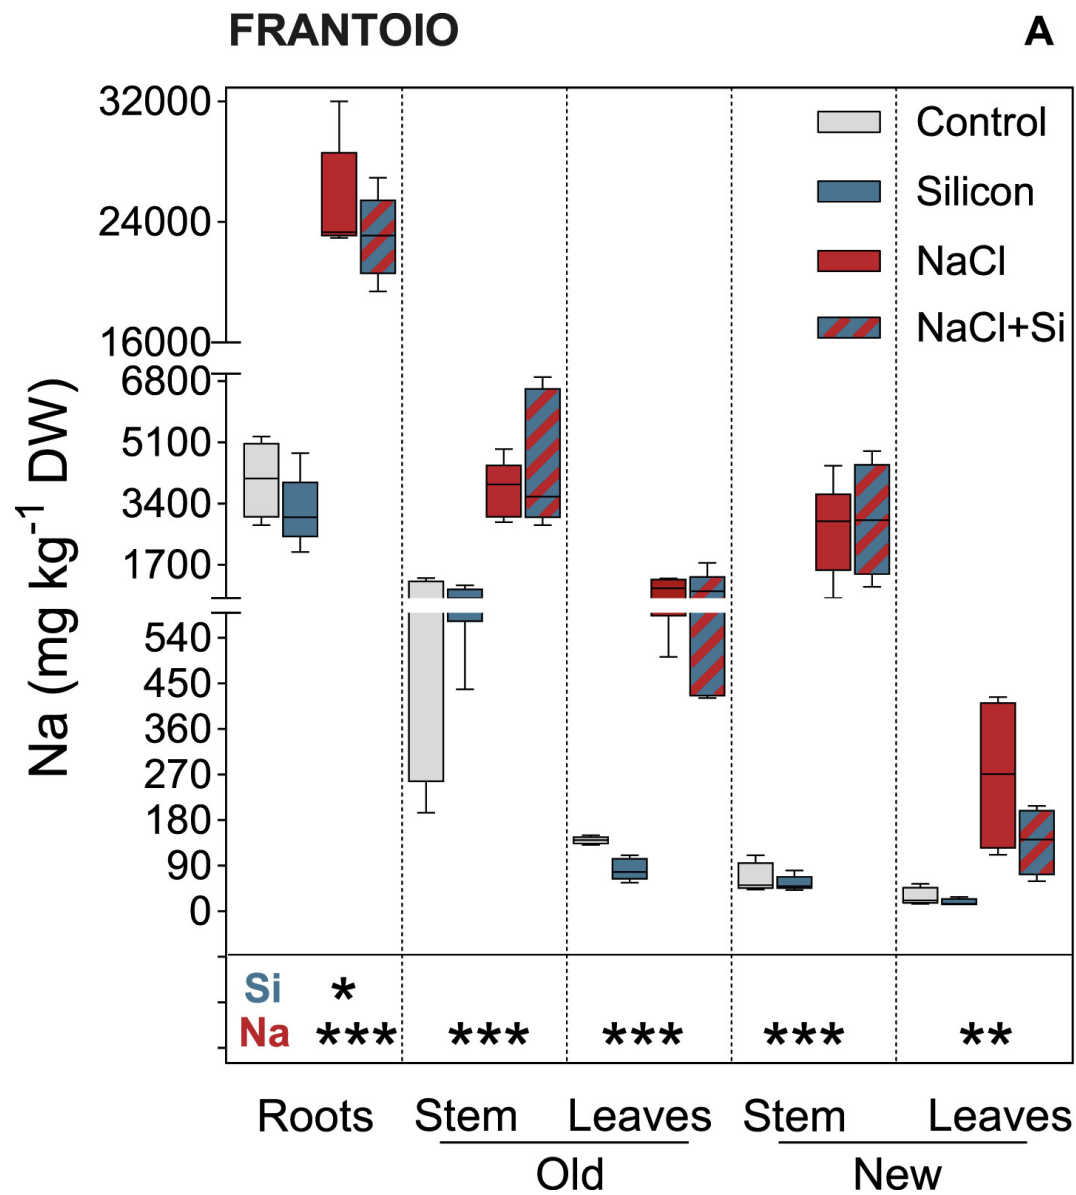 FRANTOIO A
32000
24000
16000
6800
5100
3400
1700
540
450
360
270
180
90
0
Na (mg kg-1 DW)
Control
Silicon
NaCl
NaCl+Si
Si *
Na *** *** *** *** **
Roots Stem Leaves Stem Leaves
Old New